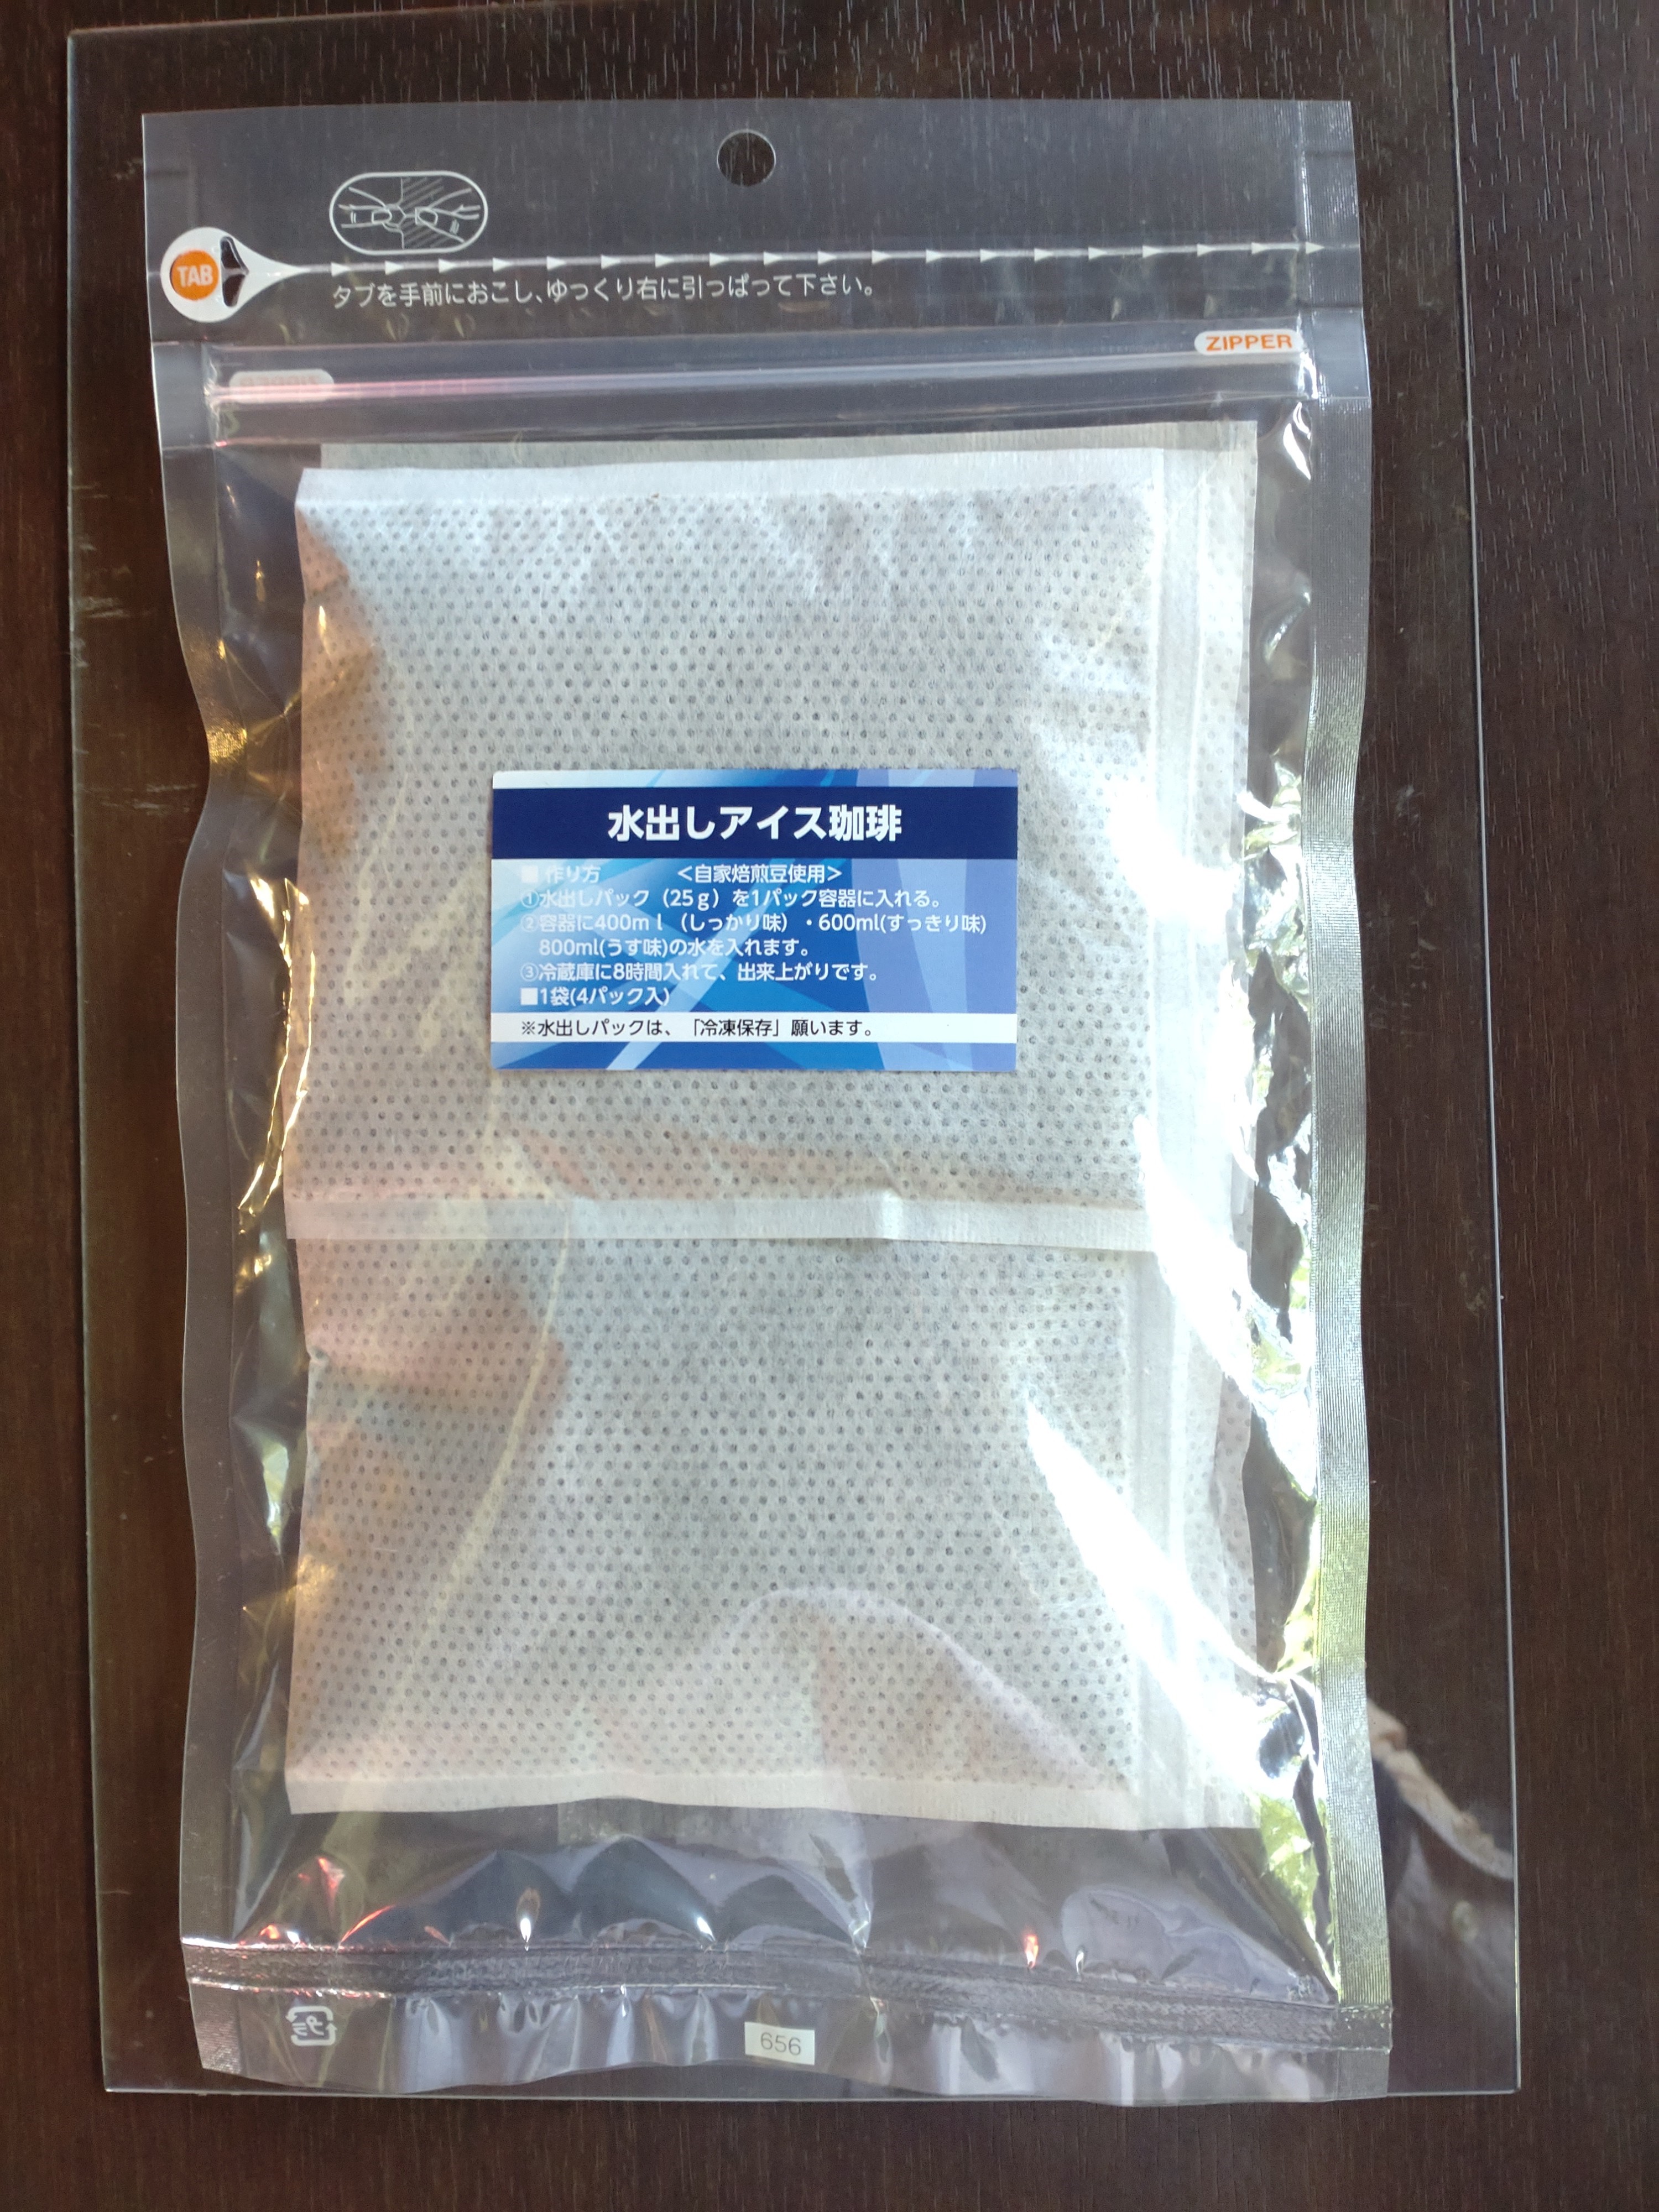 TAB
タブを手前におこし、ゆっくり右に引っぱって下さい。
ZIPPER
水出しアイス珈琲
■ 作り方 ＜自家焙煎豆使用＞
①水出しパック（25ｇ）を1パック容器に入れる。
②容器に400mｌ（しっかり味）・600ml(すっきり味)
800ml(うす味)の水を入れます。
③冷蔵庫に8時間入れて、出来上がりです。
■1袋(4パック入)
※水出しパックは、「冷凍保存」願います。
プラ
656